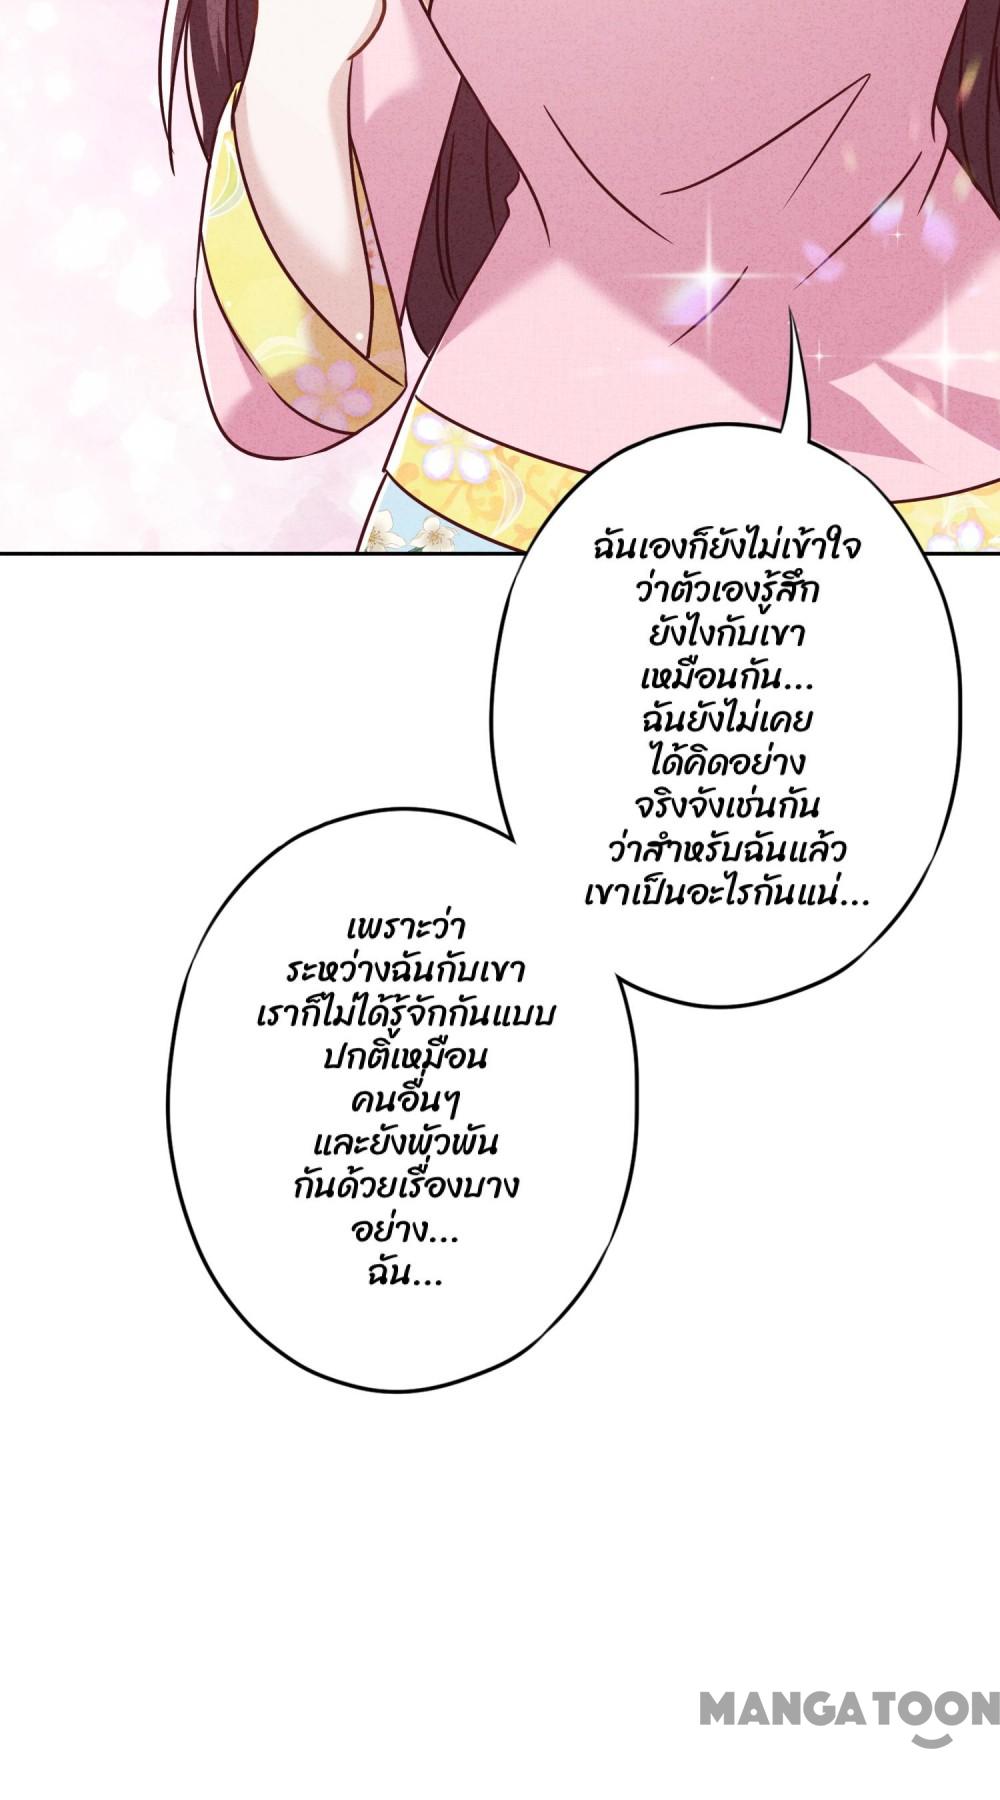 ฉันเองก็ยังไม่เข้าใจ
ว่าตัวเองรู้สึก
ยังไงกับเขา
เหมือนกัน...
ฉันยังไม่เคย
ได้คิดอย่าง
จริงจังเช่นกัน
ว่าสำหรับฉันแล้ว
เขาเป็นอะไรกันแน่...
เพราะว่า
ระหว่างฉันกับเขา
เราก็ไม่ได้รู้จักกันแบบ
ปกติเหมือน
คนอื่นๆ
และยังพัวพัน
กันด้วยเรื่องบาง
อย่าง...
ฉัน...
MANGATOON